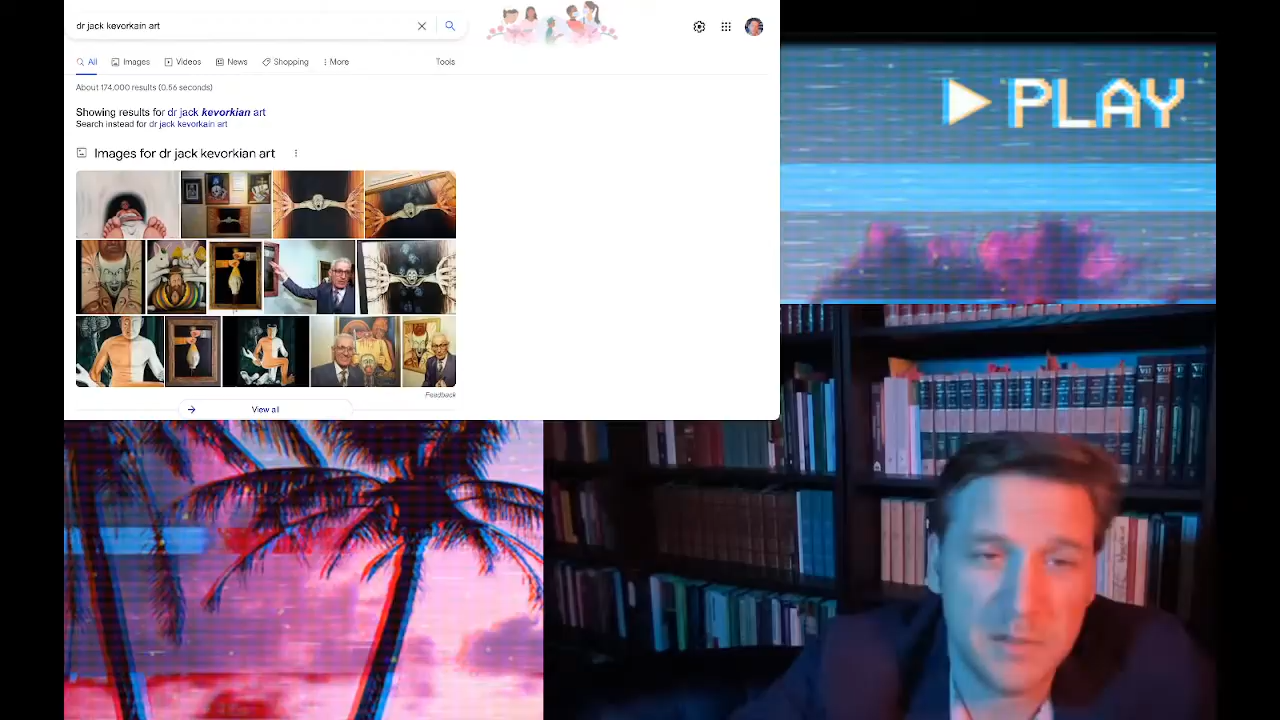 dr jack kevorkain art
All
Images
Videos
News
Shopping
More
Tools
About 174,000 results (0.56 seconds)
Showing results for dr jack kevorkian art
Search instead for dr jack kevorkain art
Images for dr jack kevorkian art
Feedback
View all
PLAY